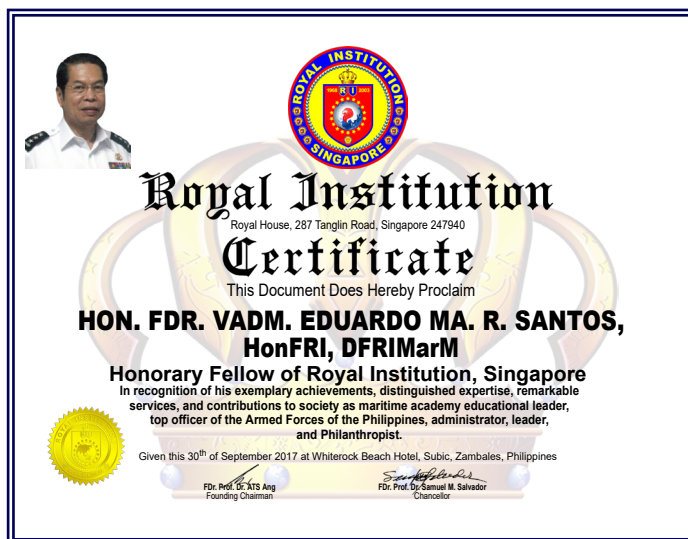 ROYAL INSTITUTION
1968 RI 2003
SINGAPORE
Royal Institution
Royal House, 287 Tanglin Road, Singapore 247940
Certificate
This Document Does Hereby Proclaim
HON. FDR. VADM. EDUARDO MA. R. SANTOS,
HonFRI, DFRIMarM
Honorary Fellow of Royal Institution, Singapore
In recognition of his exemplary achievements, distinguished expertise, remarkable
services, and contributions to society as maritime academy educational leader,
top officer of the Armed Forces of the Philippines, administrator, leader,
and Philanthropist.
Given this 30th of September 2017 at Whiterock Beach Hotel, Subic, Zambales, Philippines
FDr. Prof. Dr. ATS Ang
Founding Chairman
FDr. Prof. Dr. Samuel M. Salvador
Chancellor